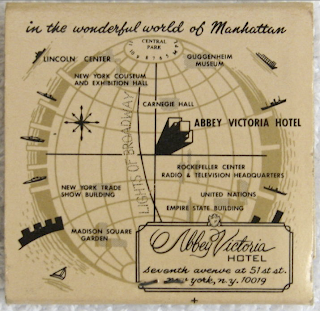 in the wonderful world of Manhattan
CENTRAL
PARK
LINCOLN CENTER
GUGGENHEIM
MUSEUM
NEW YORK COLISEUM
AND EXHIBITION HALL
CARNEGIE HALL
ABBEY VICTORIA HOTEL
LIGHTS OF BROADWAY
ROCKEFELLER CENTER
RADIO & TELEVISION HEADQUARTERS
NEW YORK TRADE
SHOW BUILDING
UNITED NATIONS
EMPIRE STATE BUILDING
MADISON SQUARE
GARDEN
Abbey Victoria
HOTEL
seventh avenue at 51st st.
york, n.y. 10019